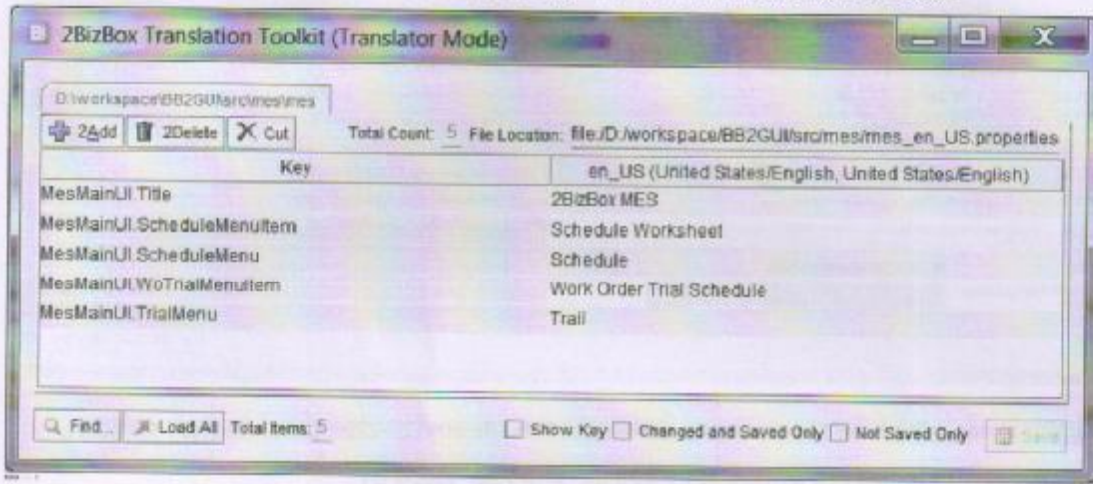 2BizBox Translation Toolkit (Translator Mode)
D:\workspace\BB2GUI\src\mes\mes
2Add 2Delete Cut Total Count: 5 File Location: file:/D:/workspace/BB2GUI/src/mes/mes_en_US.properties
Key en_US (United States/English, United States/English)
MesMainUI.Title 2BizBox MES
MesMainUI.ScheduleMenuItem Schedule Worksheet
MesMainUI.ScheduleMenu Schedule
MesMainUI.WoTrialMenuItem Work Order Trial Schedule
MesMainUI.TrialMenu Trail
Find... Load All Total Items: 5 Show Key Changed and Saved Only Not Saved Only Save